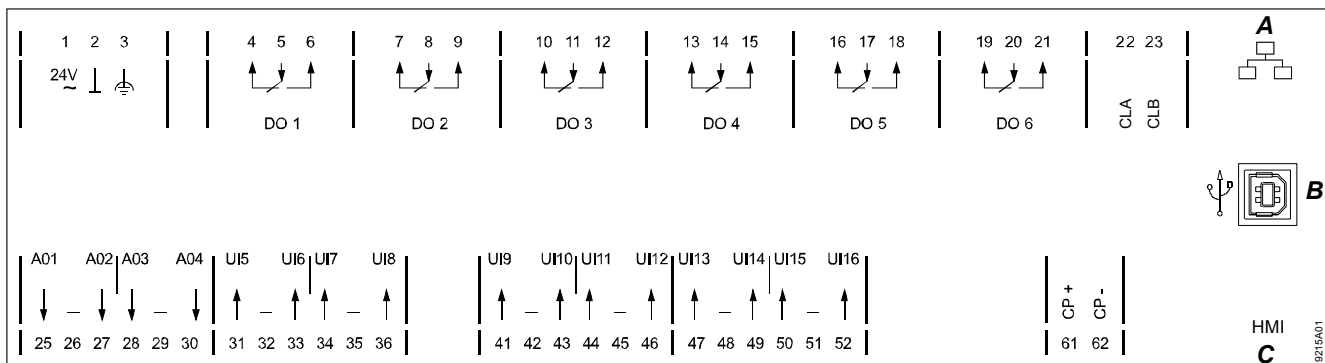 1 2 3 4 5 6 7 8 9 10 11 12 13 14 15 16 17 18 19 20 21 22 23 A
24V
~
DO 1 DO 2 DO 3 DO 4 DO 5 DO 6 CLA CLB
B
A01 A02 A03 A04 UI5 UI6 UI7 UI8 UI9 UI10 UI11 UI12 UI13 UI14 UI15 UI16
CP + CP -
25 26 27 28 29 30 31 32 33 34 35 36 41 42 43 44 45 46 47 48 49 50 51 52 61 62
HMI
C
9215A01